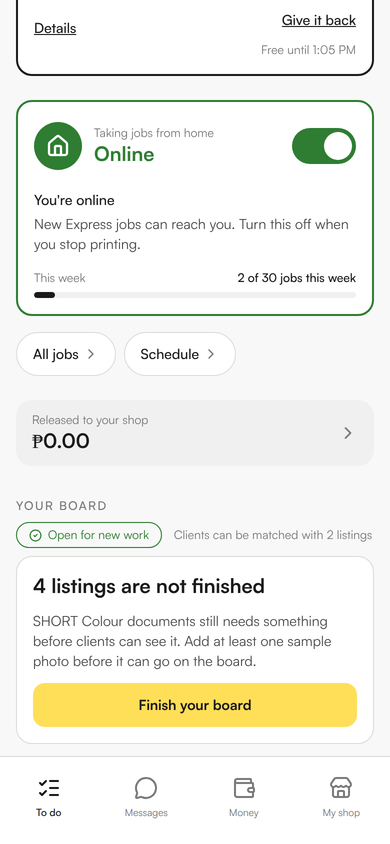 Details
Give it back
Free until 1:05 PM
Taking jobs from home
Online
You're online
New Express jobs can reach you. Turn this off when
you stop printing.
This week
2 of 30 jobs this week
All jobs
Schedule
Released to your shop
₱0.00
YOUR BOARD
Open for new work
Clients can be matched with 2 listings
4 listings are not finished
SHORT Colour documents still needs something
before clients can see it. Add at least one sample
photo before it can go on the board.
Finish your board
To do
Messages
Money
My shop